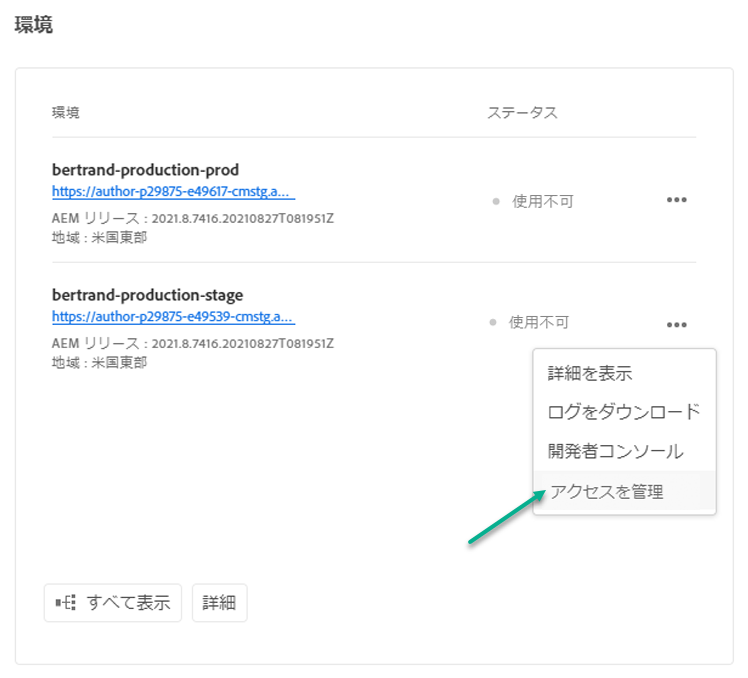 環境
環境 ステータス
bertrand-production-prod
https://author-p29875-e49617-cmstg.a...
使用不可
AEM リリース : 2021.8.7416.20210827T081951Z
地域 : 米国東部
bertrand-production-stage
https://author-p29875-e49539-cmstg.a...
使用不可
AEM リリース : 2021.8.7416.20210827T081951Z
地域 : 米国東部
詳細を表示
ログをダウンロード
開発者コンソール
アクセスを管理
すべて表示 詳細